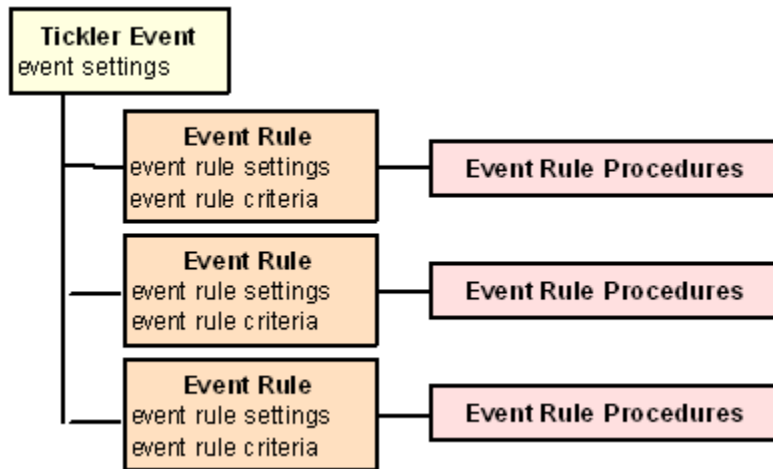 Tickler Event
event settings
Event Rule
event rule settings
event rule criteria
Event Rule Procedures
Event Rule
event rule settings
event rule criteria
Event Rule Procedures
Event Rule
event rule settings
event rule criteria
Event Rule Procedures